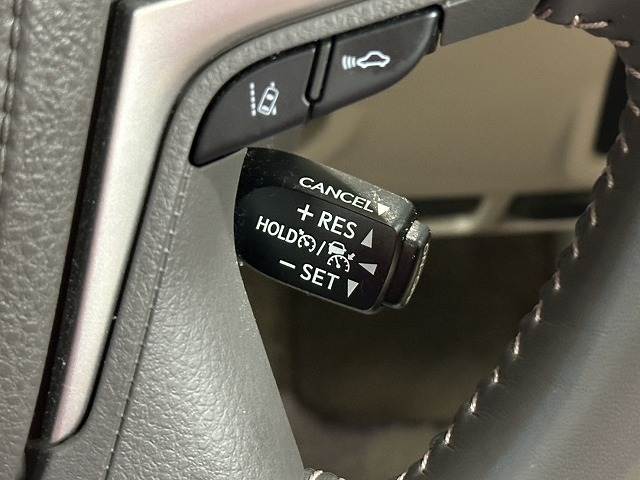 CANCEL
+ RES
HOLD /
− SET